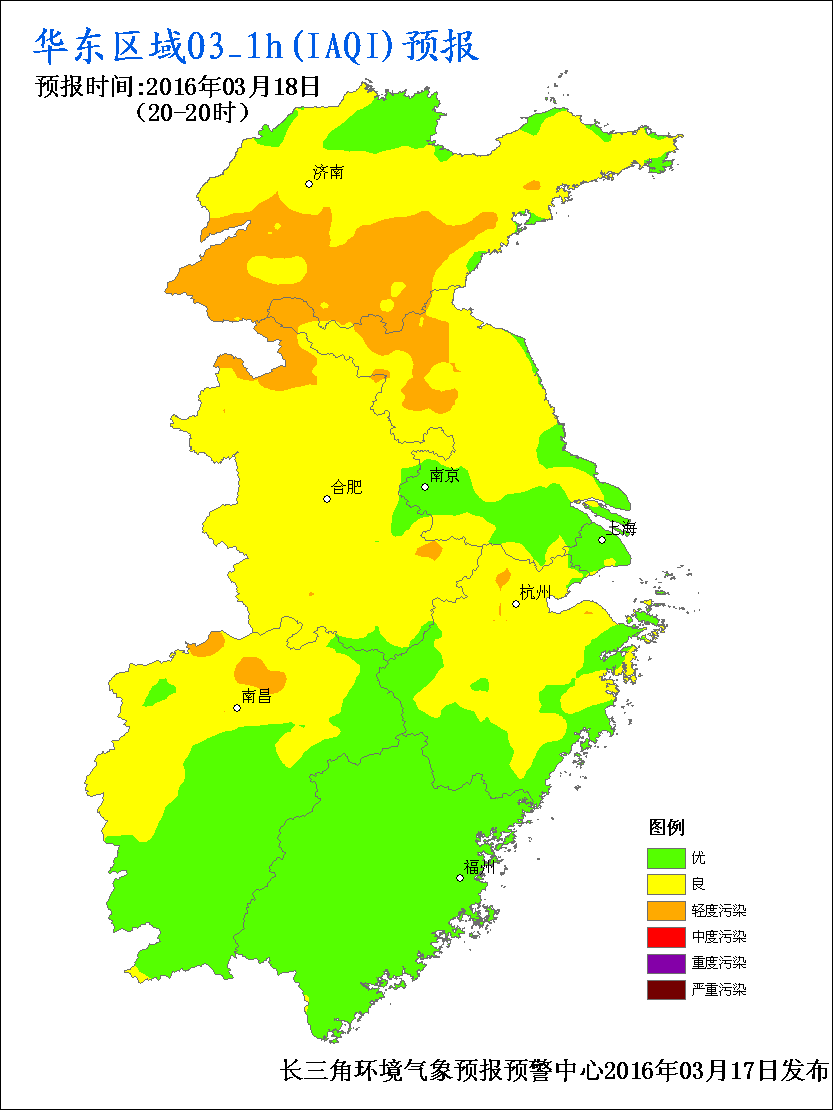 华东区域O3_1h(IAQI)预报
预报时间:2016年03月18日
(20-20时)
济南
南京
合肥
上海
杭州
南昌
福州
图例
优
良
轻度污染
中度污染
重度污染
严重污染
长三角环境气象预报预警中心2016年03月17日发布